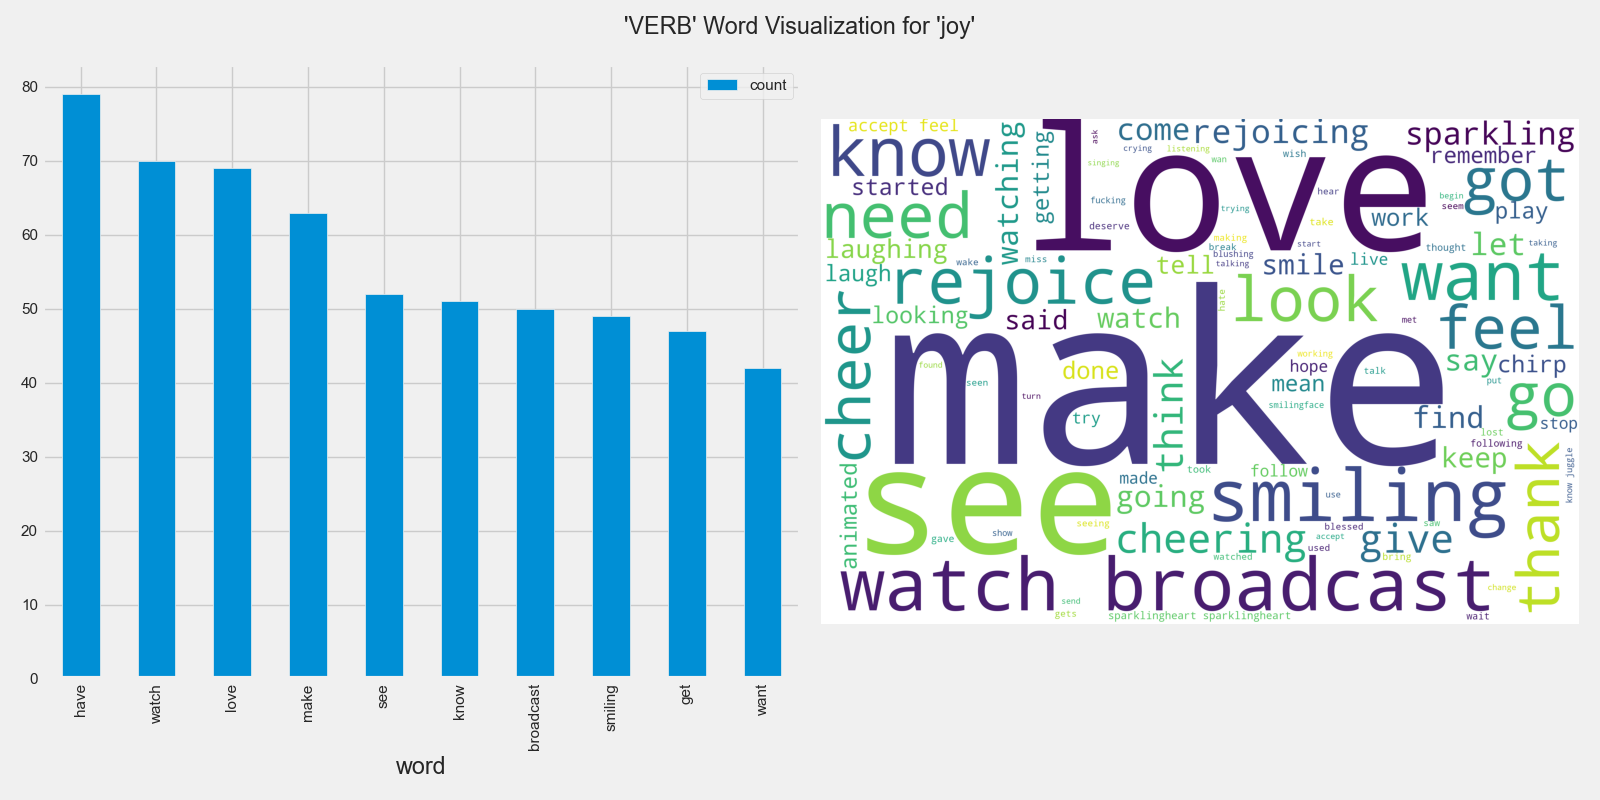 'VERB' Word Visualization for 'joy'
count
80
70
60
50
40
30
20
10
0
have
watch
love
make
see
know
broadcast
smiling
get
want
word
accept feel
know
started
need
laughing
laugh
looking
cheer
watching
getting
ask
love
come
rejoicing
crying
listening
singing
wan
wish
fucking
deserve
trying
hear
take
making
break
start
blushing
talking
sparkling
remember
got
begin
seem
play
work
let
thought
taking
wake
miss
rejoice
tell
smile
live
want
hate
look
said
watch
met
feel
make
found
seen
turn
done
try
think
working
hope
mean
talk
smilingface
say
chirp
put
go
find
stop
lost
following
keep
thank
know juggle
see
animated
seeing
gave
show
made
took
going
follow
smiling
use
cheering
blessed
accept
used
saw
give
bring
watched
watch broadcast
send
gets
sparklingheart sparklingheart
change
wait